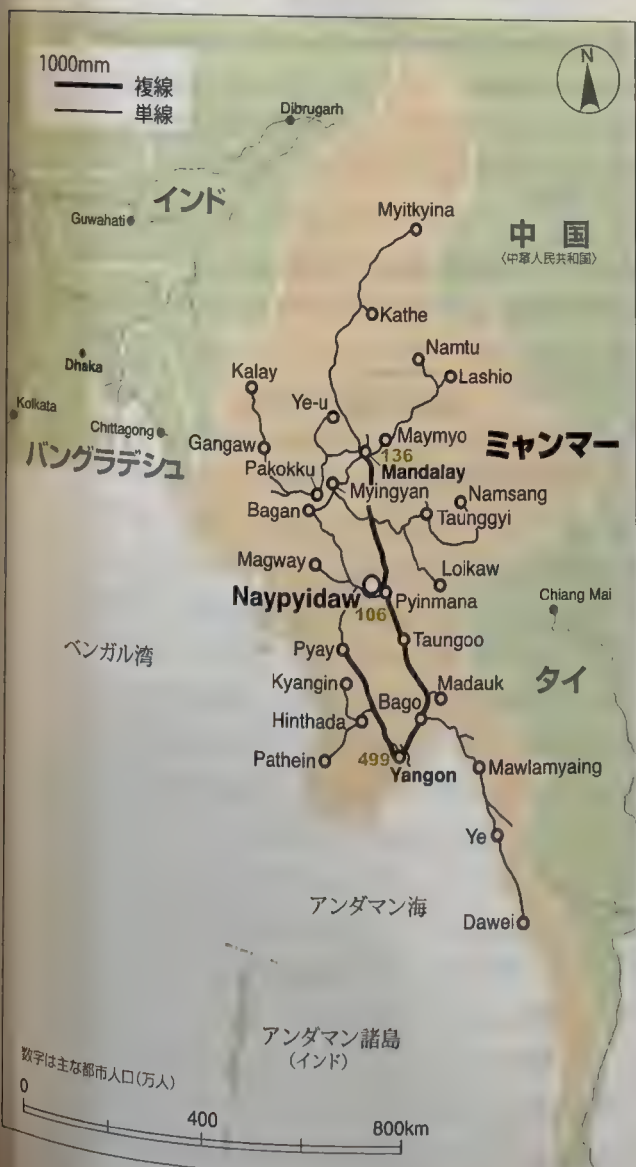 1000mm
複線
単線
N
Dibrugarh
インド
Guwahati
Myitkyina
中 国
〈中華人民共和国〉
Kathe
Namtu
Dhaka
Kalay
Lashio
Kolkata
Ye-u
Chittagong
Maymyo
ミャンマー
バングラデシュ
Gangaw
136
Mandalay
Pakokku
Myingyan
Namsang
Bagan
Taunggyi
Magway
Loikaw
Naypyidaw
Pyinmana
Chiang Mai
106
Taungoo
ベンガル湾
Pyay
タイ
Kyangin
Madauk
Bago
Hinthada
Pathein
499
Yangon
Mawlamyaing
Ye
アンダマン海
Dawei
アンダマン諸島
(インド)
数字は主な都市人口(万人)
0
400
800km